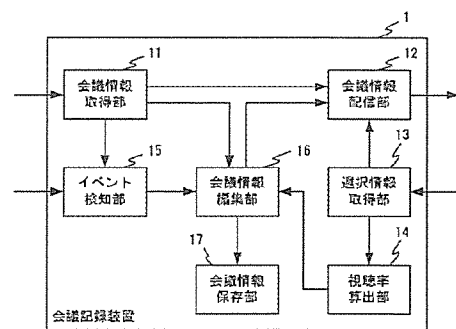 1
11
会議情報
取得部
12
会議情報
配信部
15
イベント
検知部
16
会議情報
編集部
13
選択情報
取得部
17
会議情報
保存部
14
視聴率
算出部
会議記録装置